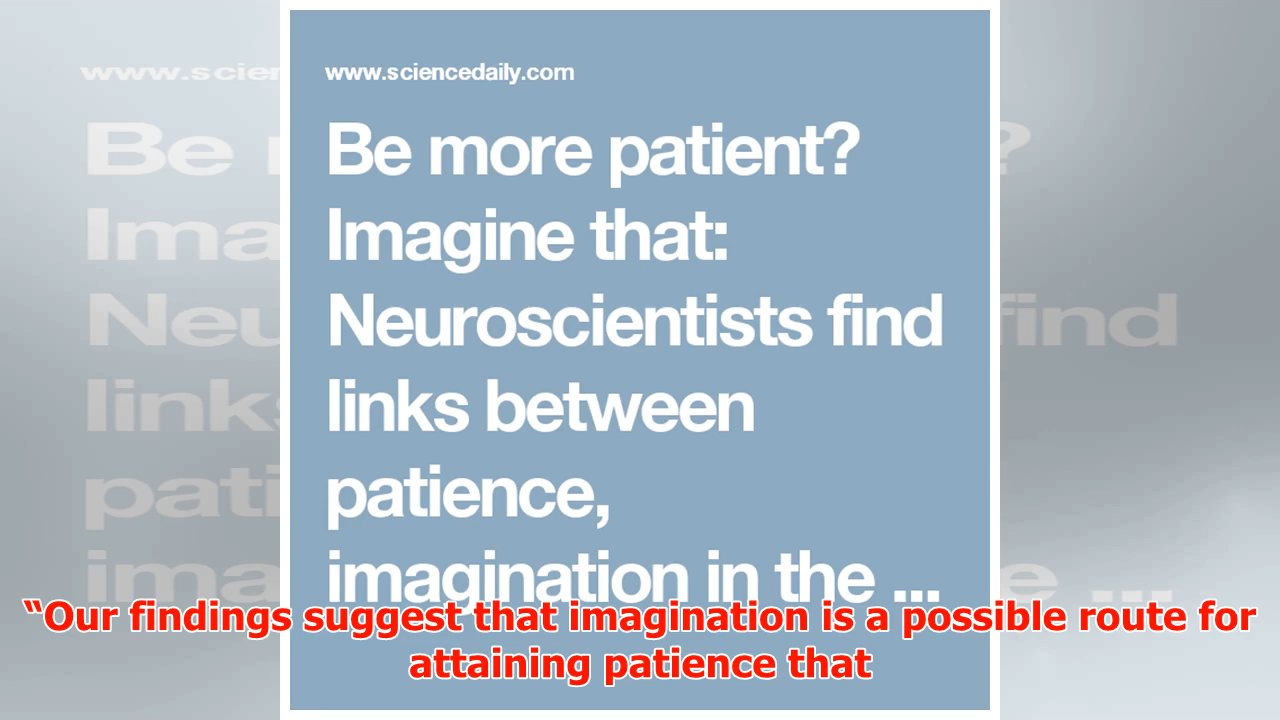 www.sciencedaily.com
Be more patient?
Imagine that:
Neuroscientists find
links between
patience,
imagination in the ...
“Our findings suggest that imagination is a possible route for
attaining patience that